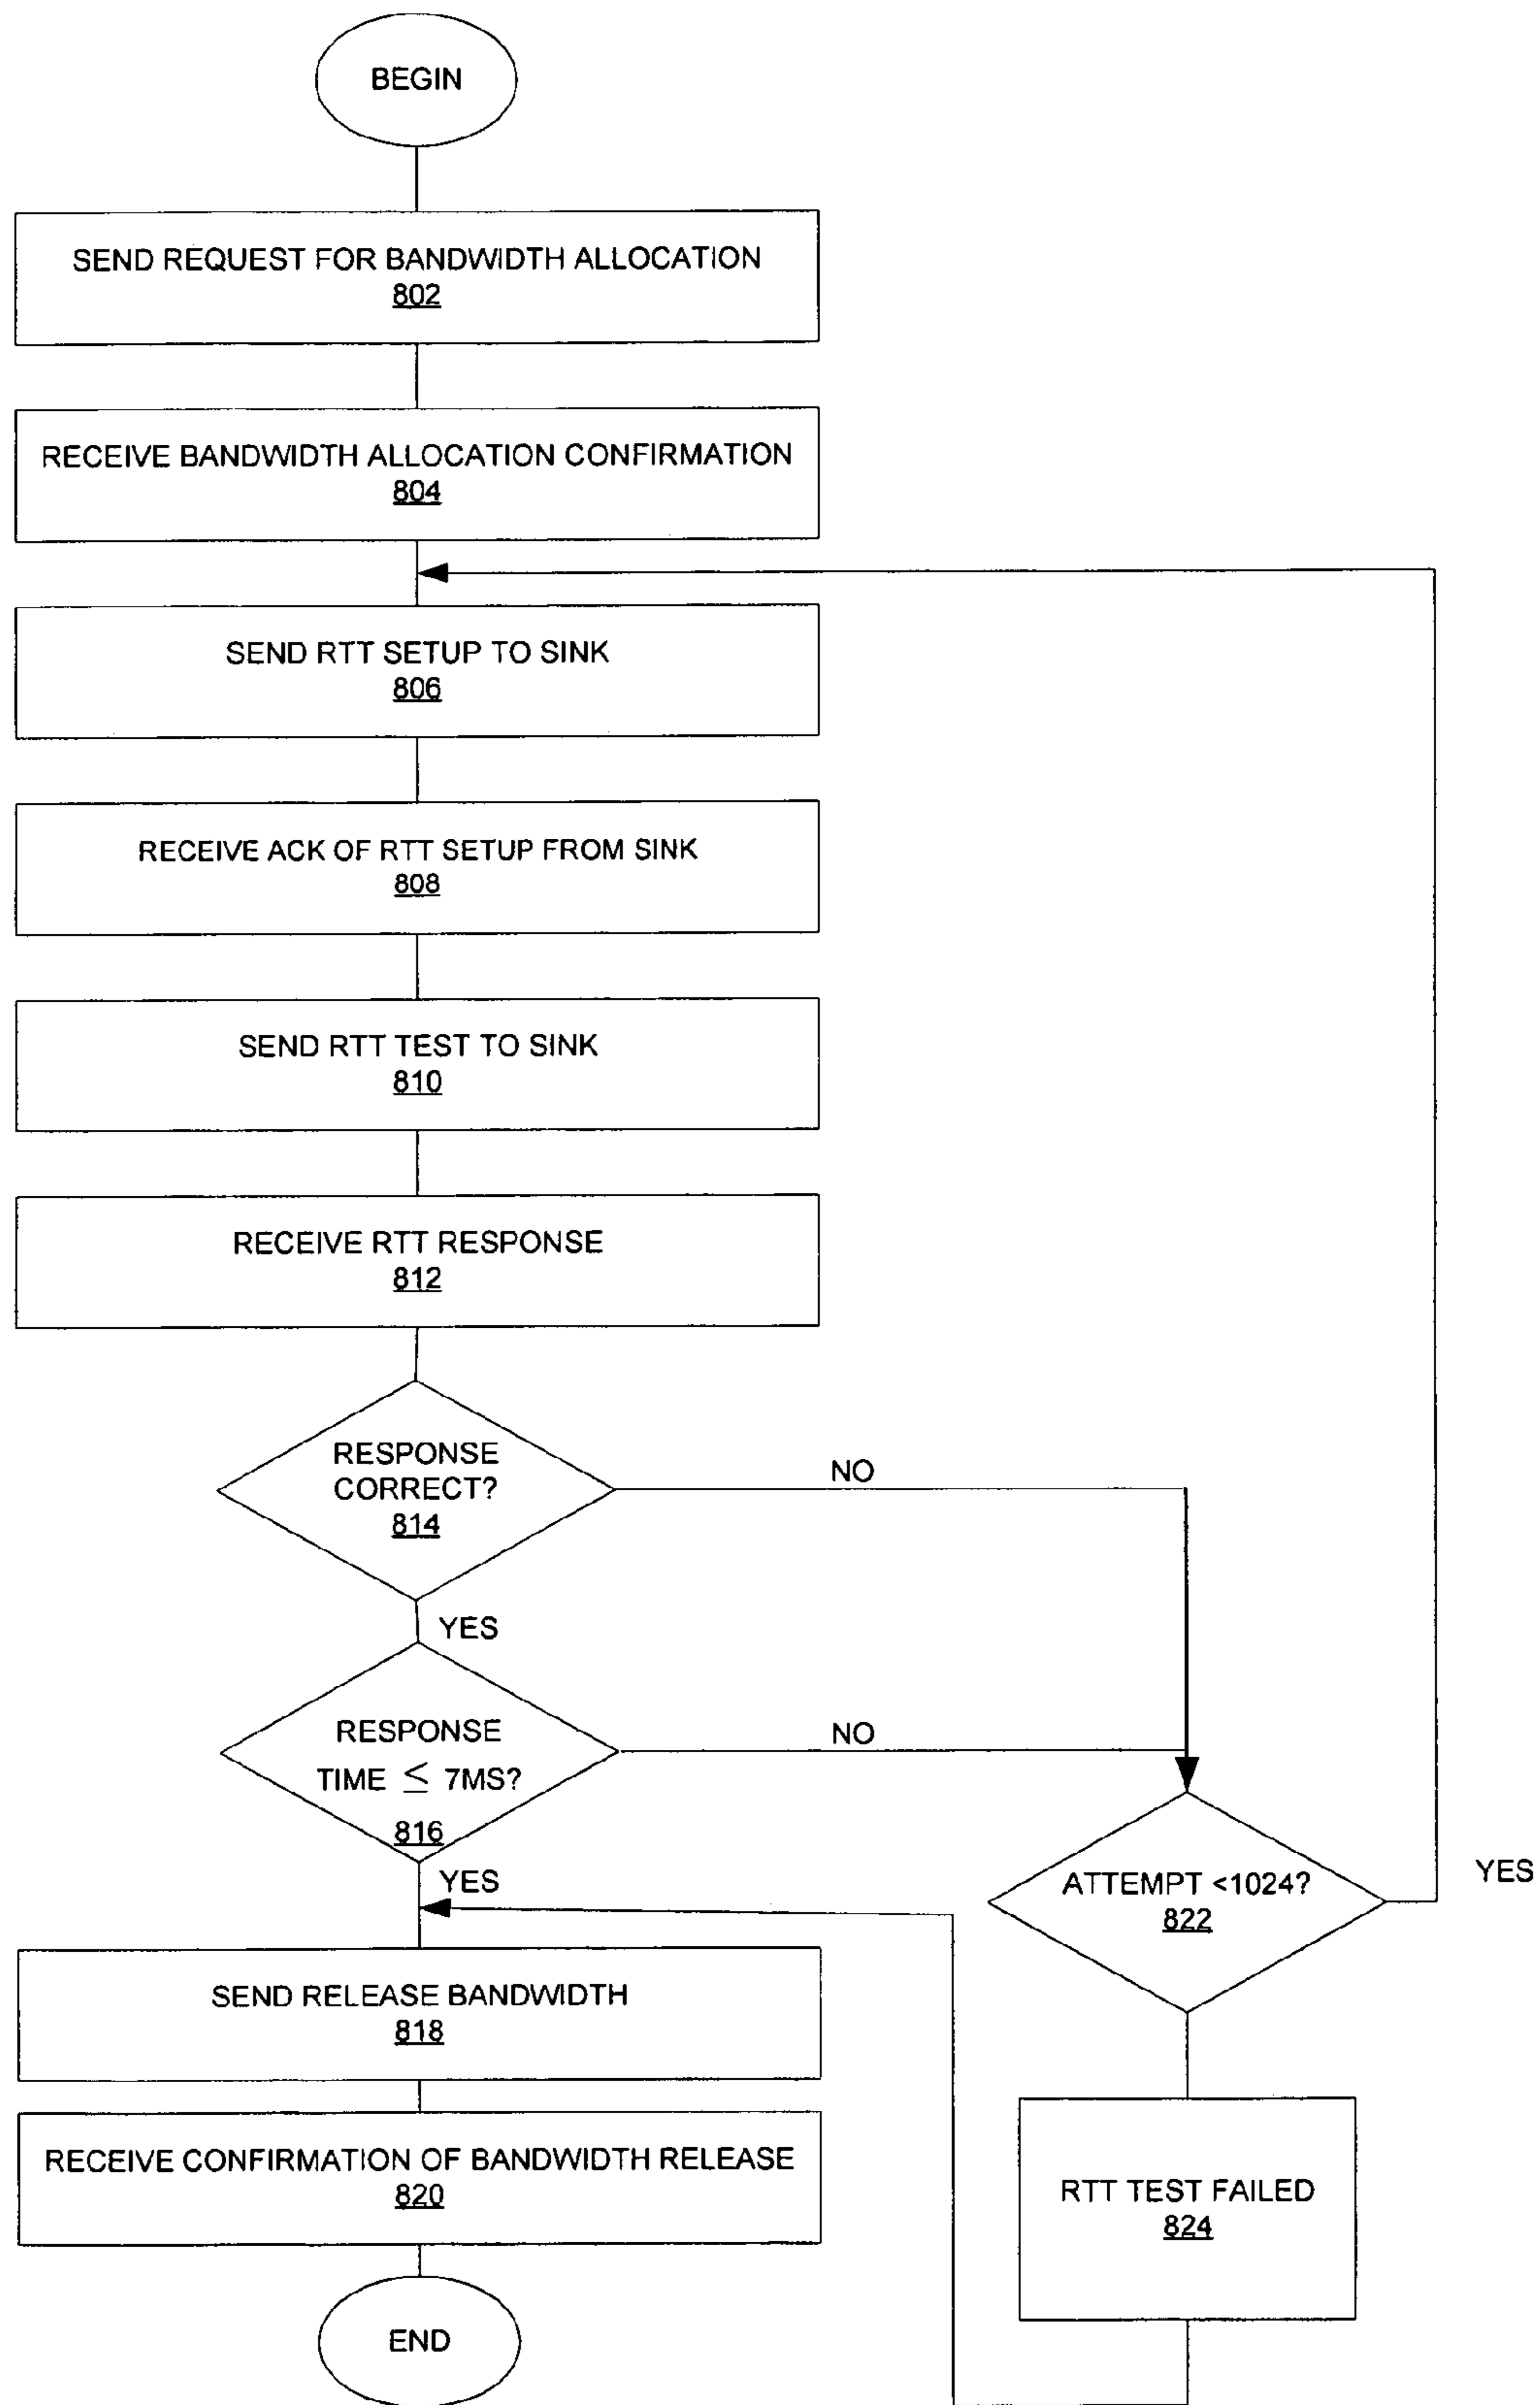 BEGIN
SEND REQUEST FOR BANDWIDTH ALLOCATION
802
RECEIVE BANDWIDTH ALLOCATION CONFIRMATION
804
SEND RTT SETUP TO SINK
806
RECEIVE ACK OF RTT SETUP FROM SINK
808
SEND RTT TEST TO SINK
810
RECEIVE RTT RESPONSE
812
RESPONSE
CORRECT?
814
NO
YES
RESPONSE
TIME ≤ 7MS?
816
NO
YES
ATTEMPT <1024?
822
YES
SEND RELEASE BANDWIDTH
818
RECEIVE CONFIRMATION OF BANDWIDTH RELEASE
820
RTT TEST FAILED
824
END